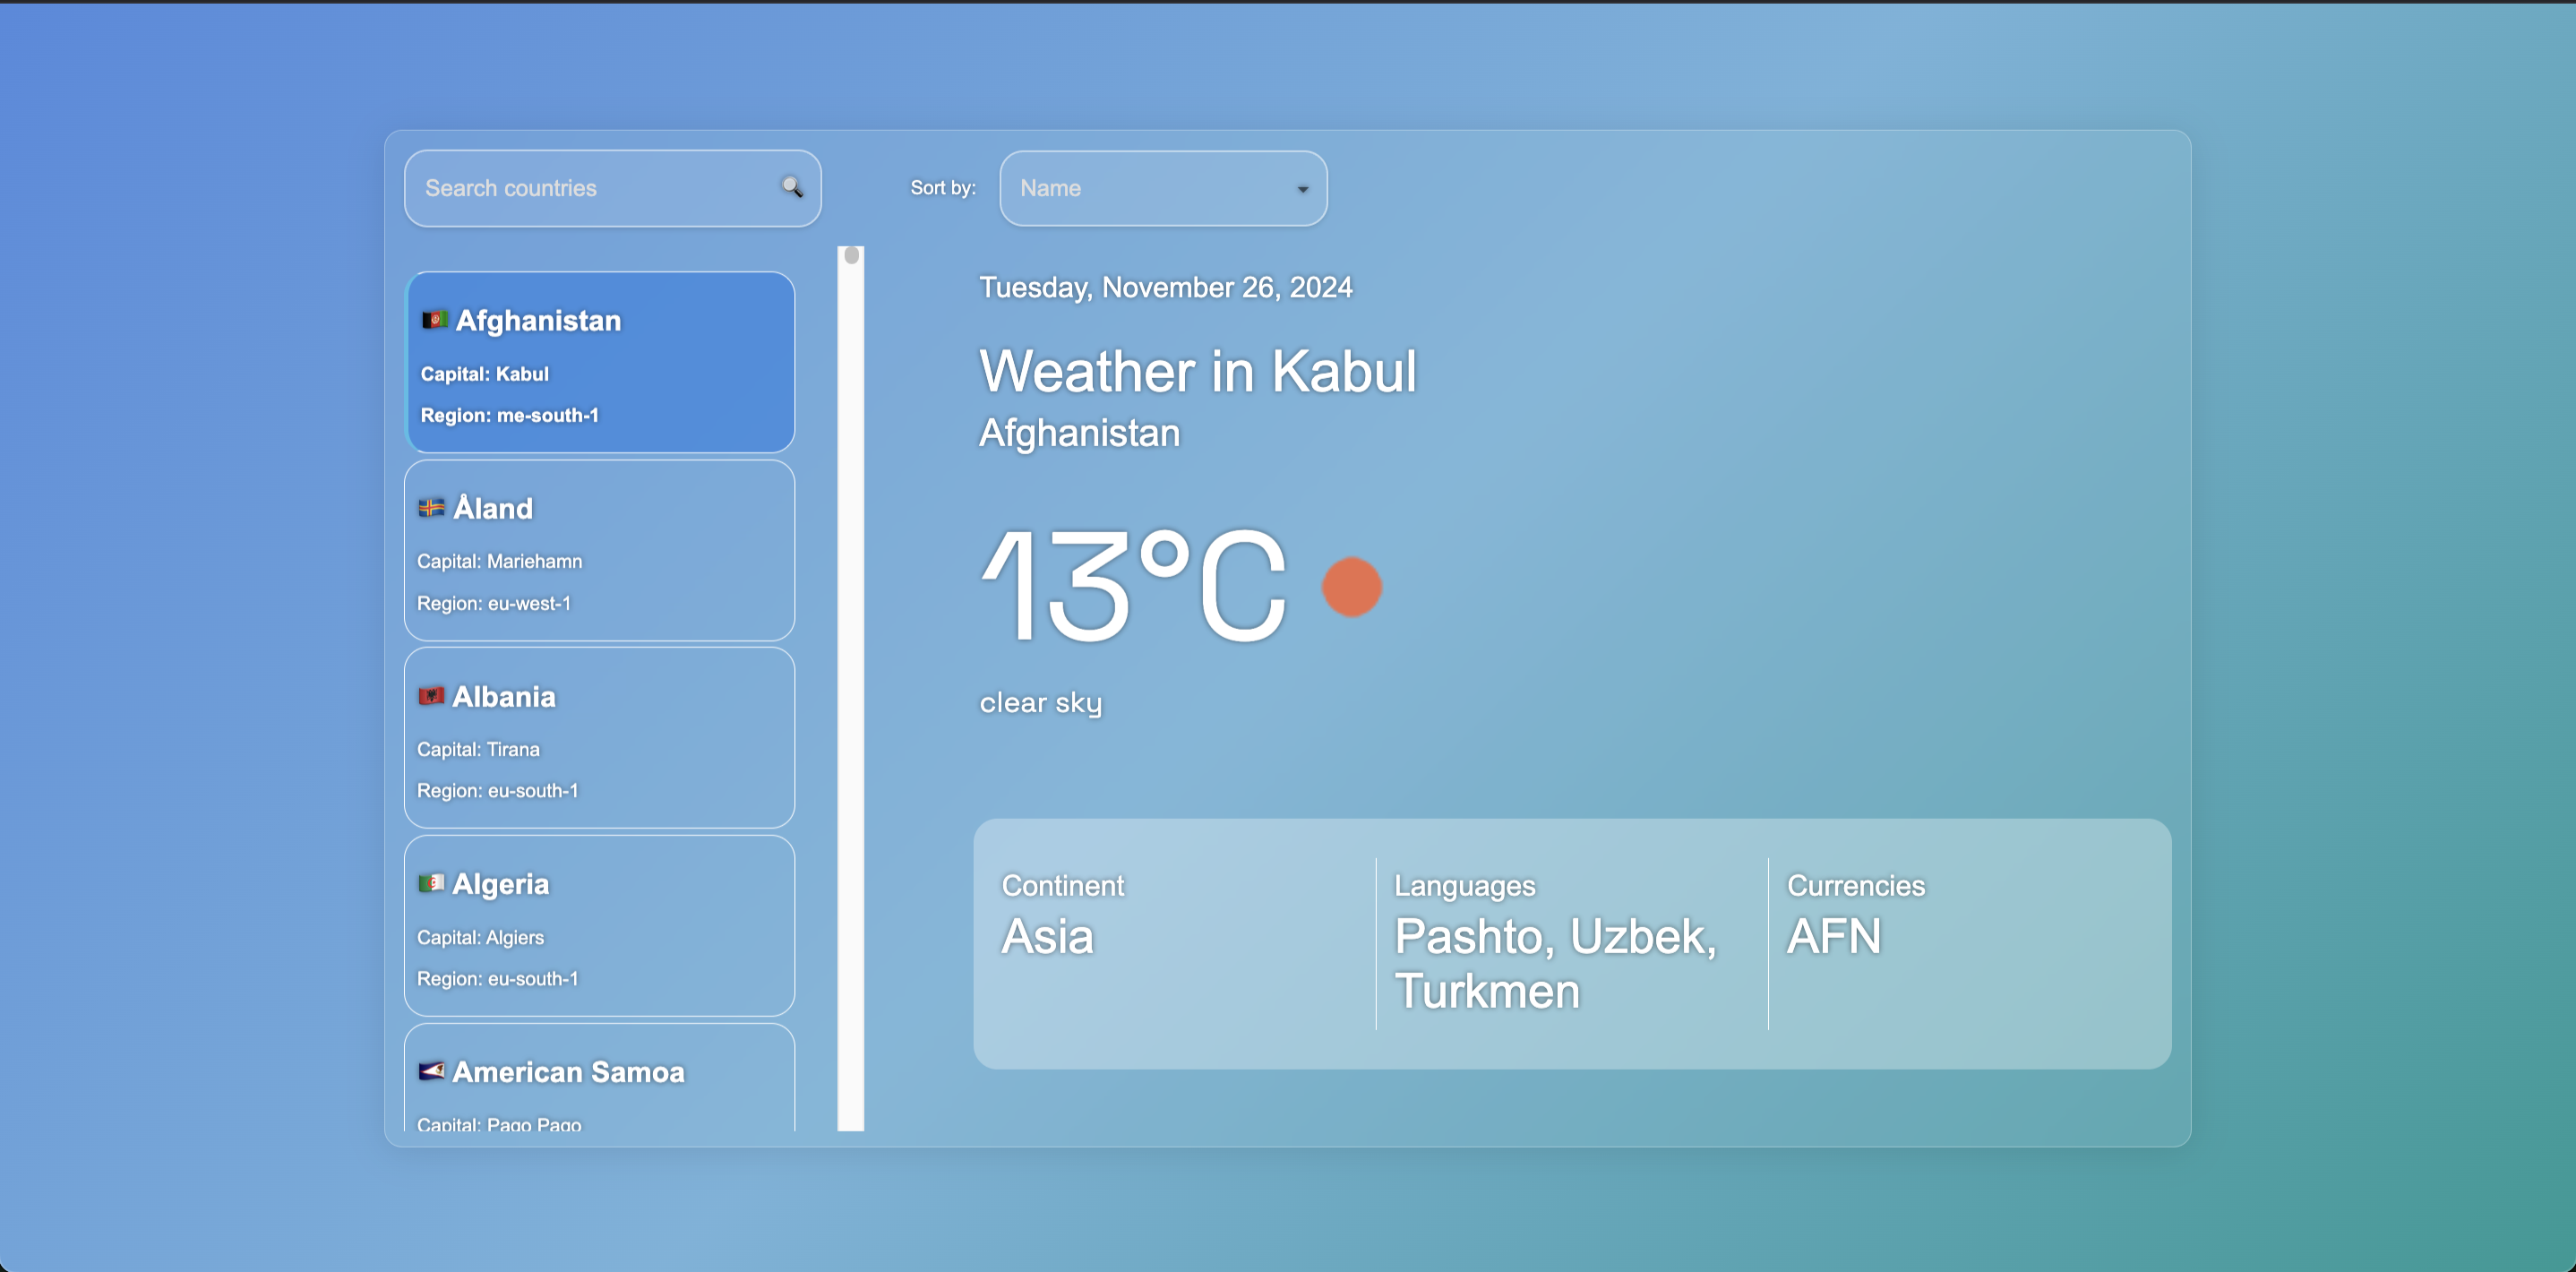 Search countries
Sort by:
Name
Afghanistan
Capital: Kabul
Region: me-south-1
Åland
Capital: Mariehamn
Region: eu-west-1
Albania
Capital: Tirana
Region: eu-south-1
Algeria
Capital: Algiers
Region: eu-south-1
American Samoa
Capital: Pago Pago
Tuesday, November 26, 2024
Weather in Kabul
Afghanistan
13°C
clear sky
Continent
Asia
Languages
Pashto, Uzbek,
Turkmen
Currencies
AFN